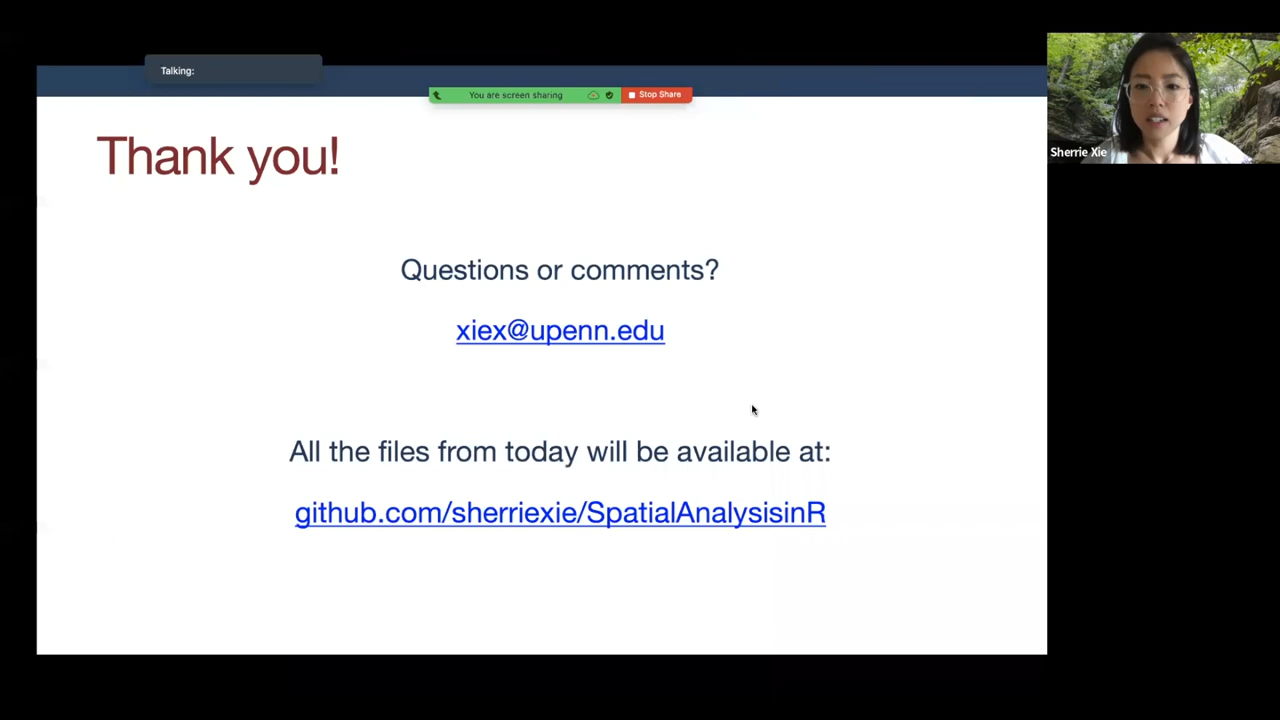 Talking:
You are screen sharing
Stop Share
Thank you!
Sherrie Xie
Questions or comments?
xiex@upenn.edu
All the files from today will be available at:
github.com/sherriexie/SpatialAnalysisinR